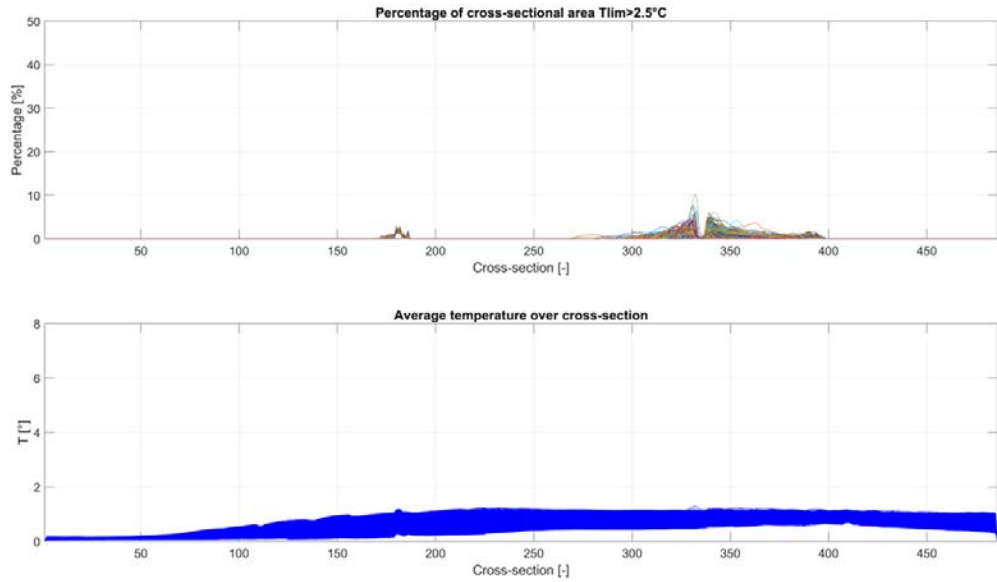 Percentage of cross-sectional area Tlim>2.5°C
50
40
30
20
10
0
Percentage [%]
50 100 150 200 250 300 350 400 450
Cross-section [-]
Average temperature over cross-section
8
6
4
2
0
T [°]
50 100 150 200 250 300 350 400 450
Cross-section [-]